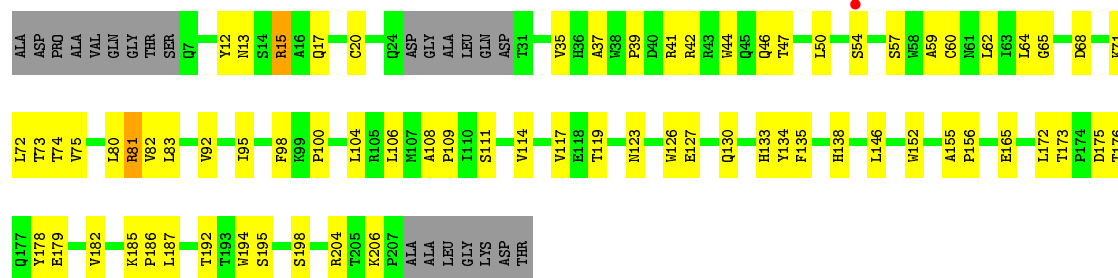 ALA ASP PRO ALA VAL GLN GLY THR SER Q7 Y12 N13 S14 R15 A16 Q17 C20 Q24 ASP GLY ALA LEU GLN ASP T31 V35 H36 A37 W38 P39 D40 R41 R42 R43 W44 Q45 Q46 T47 L50 S54 S57 W58 A59 C60 N61 L62 I63 L64 G65 D68 K71
L72 T73 T74 V75 L80 R81 V82 L83 V92 I95 F98 K99 P100 L104 R105 L106 M107 A108 P109 I110 S111 V114 V117 E118 T119 N123 W126 E127 Q130 H133 Y134 F135 H138 L146 W152 A155 P156 E165 L172 T173 P174 D175 T176
Q177 Y178 E179 V182 K185 P186 L187 T192 T193 W194 S195 S198 R204 T205 K206 P207 ALA ALA LEU GLY LYS ASP THR